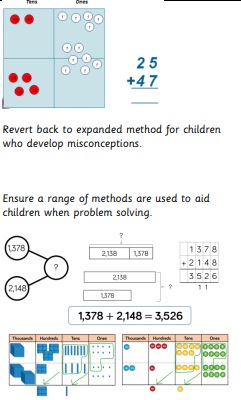 Tens Ones
2 5
+4 7
Revert back to expanded method for children
who develop misconceptions.
Ensure a range of methods are used to aid
children when problem solving.
1,378
?
2,148
?
2,138 1,378
2,138
?
1,378
1 3 7 8
+ 2 1 4 8
3 5 2 6
1 1
1,378 + 2,148 = 3,526
Thousands Hundreds Tens Ones
Thousands Hundreds Tens Ones